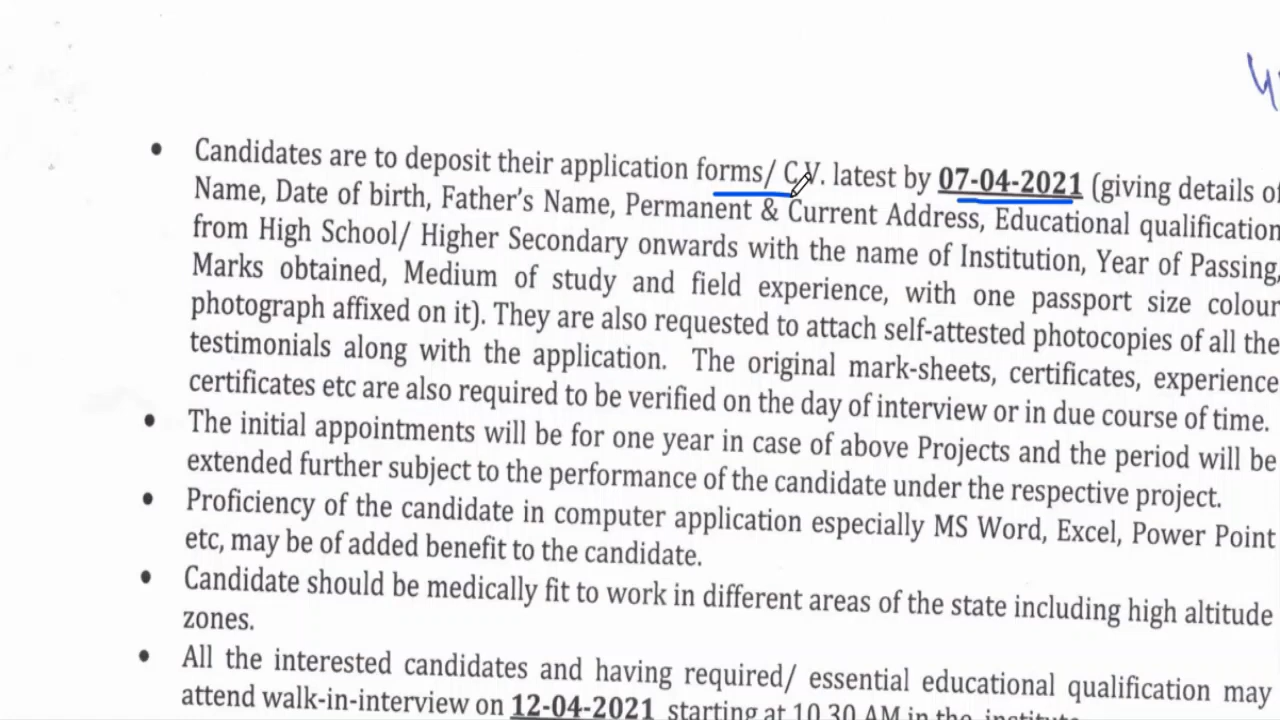 • Candidates are to deposit their application forms/ C.V. latest by 07-04-2021 (giving details of
Name, Date of birth, Father's Name, Permanent & Current Address, Educational qualification
from High School/ Higher Secondary onwards with the name of Institution, Year of Passing,
Marks obtained, Medium of study and field experience, with one passport size colour
photograph affixed on it). They are also requested to attach self-attested photocopies of all the
testimonials along with the application. The original mark-sheets, certificates, experience
certificates etc are also required to be verified on the day of interview or in due course of time.
• The initial appointments will be for one year in case of above Projects and the period will be
extended further subject to the performance of the candidate under the respective project.
• Proficiency of the candidate in computer application especially MS Word, Excel, Power Point
etc, may be of added benefit to the candidate.
• Candidate should be medically fit to work in different areas of the state including high altitude
zones.
• All the interested candidates and having required/ essential educational qualification may
attend walk-in-interview on 12-04-2021 starting at 10.30 AM in the institute